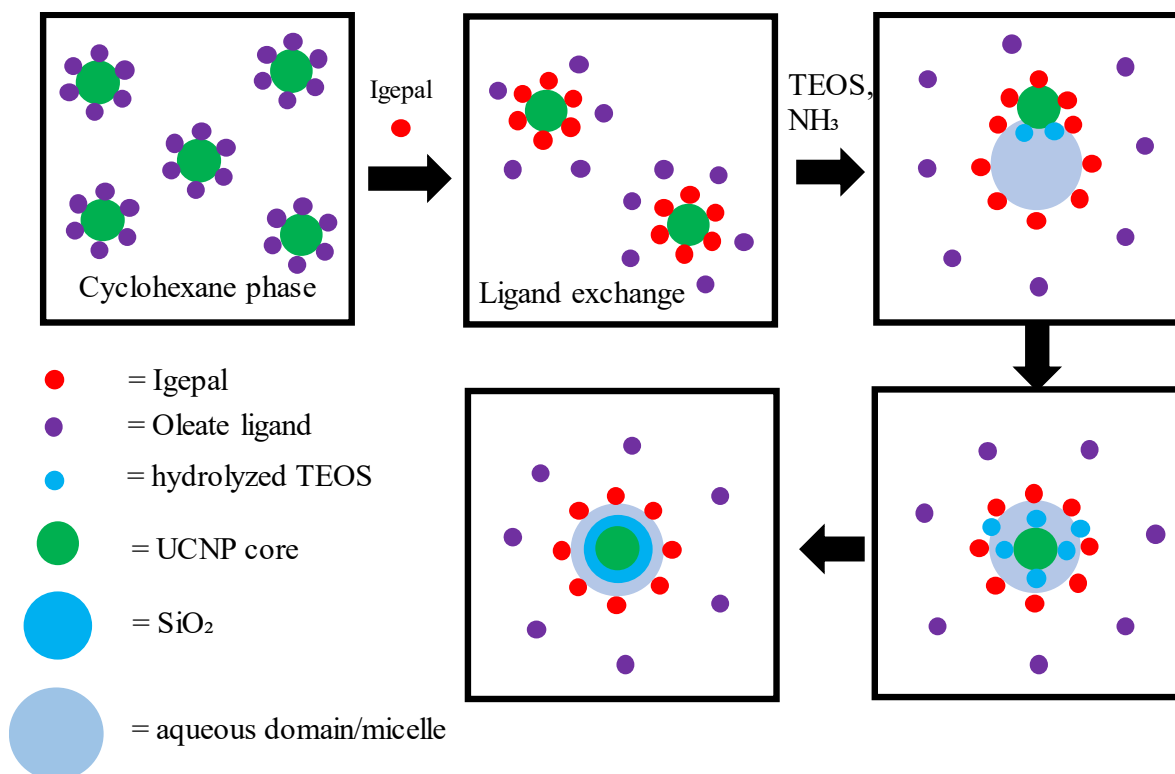 Igepal
TEOS,
NH₃
Cyclohexane phase
Ligand exchange
= Igepal
= Oleate ligand
= hydrolyzed TEOS
= UCNP core
= SiO₂
= aqueous domain/micelle